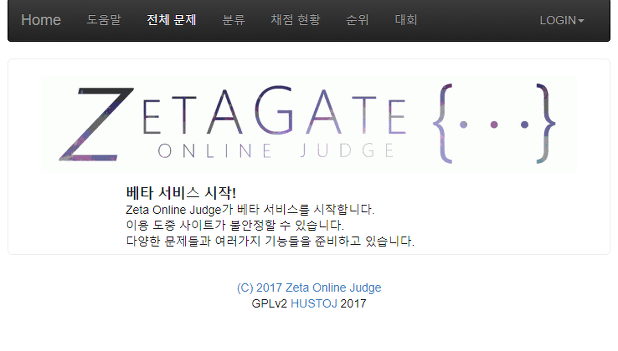 Home 도움말 전체 문제 분류 채점 현황 순위 대회 LOGIN
ZETAGATE {···}
ONLINE JUDGE
베타 서비스 시작!
Zeta Online Judge가 베타 서비스를 시작합니다.
이용 도중 사이트가 불안정할 수 있습니다.
다양한 문제들과 여러가지 기능들을 준비하고 있습니다.
(C) 2017 Zeta Online Judge
GPLv2 HUSTOJ 2017